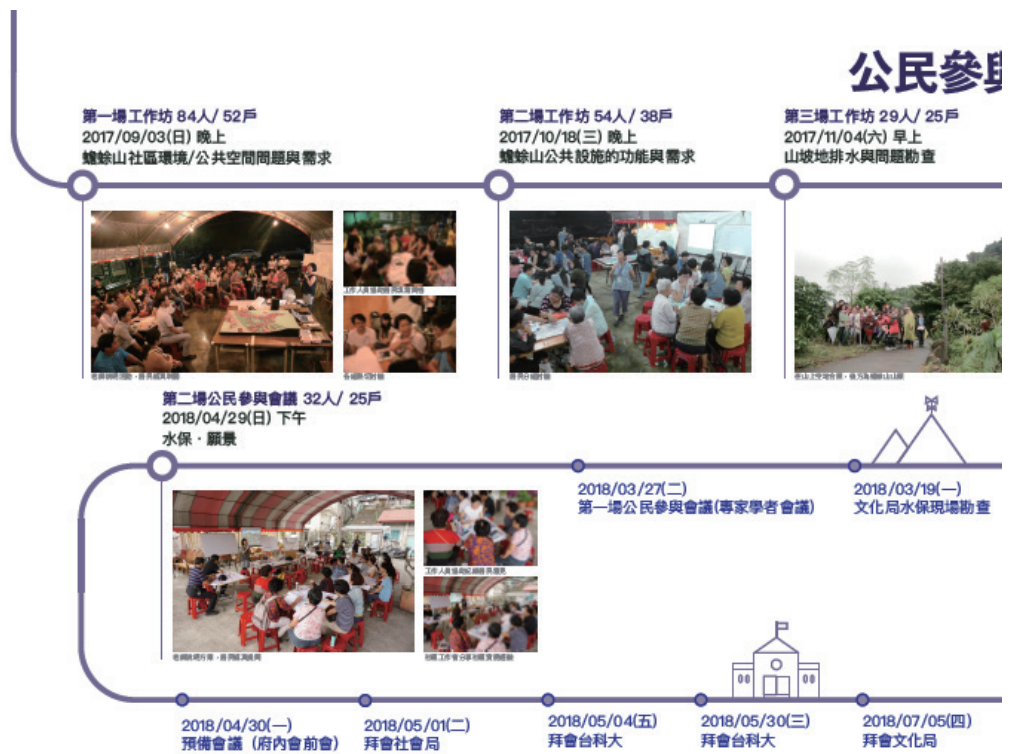 公民參與
第一場工作坊 84人/ 52戶
2017/09/03(日) 晚上
蟾蜍山社區環境/公共空間問題與需求
第二場工作坊 54人/ 38戶
2017/10/18(三) 晚上
蟾蜍山公共設施的功能與需求
第三場工作坊 29人/ 25戶
2017/11/04(六) 早上
山坡地排水與問題勘查
第二場公民參與會議 32人/ 25戶
2018/04/29(日) 下午
水保・願景
2018/03/27(二)
第一場公民參與會議(專家學者會議)
2018/03/19(一)
文化局水保現場勘查
2018/04/30(一)
預備會議（府內會前會）
2018/05/01(二)
拜會社會局
2018/05/04(五)
拜會台科大
2018/05/30(三)
拜會台科大
2018/07/05(四)
拜會文化局